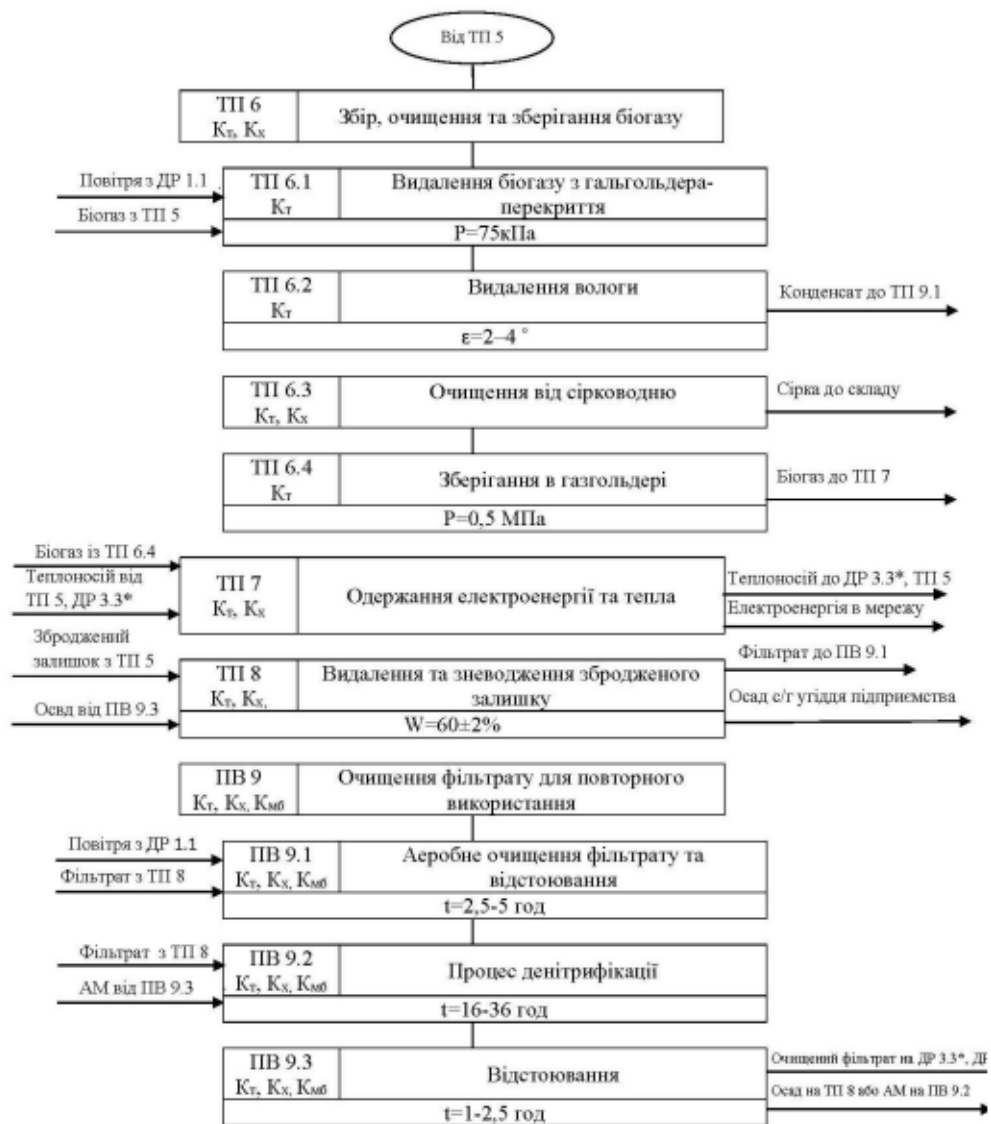 Від ТП 5
ТП 6
Кт, Кх
Збір, очищення та зберігання біогазу
Повітря з ДР 1.1
Біогаз з ТП 5
ТП 6.1
Кт
Видалення біогазу з гальгольдера-
перекриття
Р=75кПа
ТП 6.2
Кт
Видалення вологи
ε=2–4 °
Конденсат до ТП 9.1
ТП 6.3
Кт, Кх
Очищення від сірководню
Сірка до складу
ТП 6.4
Кт
Зберігання в газгольдері
Р=0,5 МПа
Біогаз до ТП 7
Біогаз із ТП 6.4
Теплоносій від
ТП 5, ДР 3.3*
ТП 7
Кт, Кх
Одержання електроенергії та тепла
Теплоносій до ДР 3.3*, ТП 5
Електроенергія в мережу
Зброджений
залишок з ТП 5
Освд від ПВ 9.3
ТП 8
Кт, Кх,
Видалення та зневодження збродженого
залишку
W=60±2%
Фільтрат до ПВ 9.1
Осад с/г угіддя підприємства
ПВ 9
Кт, Кх, Кмб
Очищення фільтрату для повторного
використання
Повітря з ДР 1.1
Фільтрат з ТП 8
ПВ 9.1
Кт, Кх, Кмб
Аеробне очищення фільтрату та
відстоювання
t=2,5-5 год
Фільтрат з ТП 8
АМ від ПВ 9.3
ПВ 9.2
Кт, Кх, Кмб
Процес денітрифікації
t=16-36 год
ПВ 9.3
Кт, Кх, Кмб
Відстоювання
t=1-2,5 год
Очищений фільтрат на ДР 3.3*, ДР
Осад на ТП 8 або АМ на ПВ 9.2